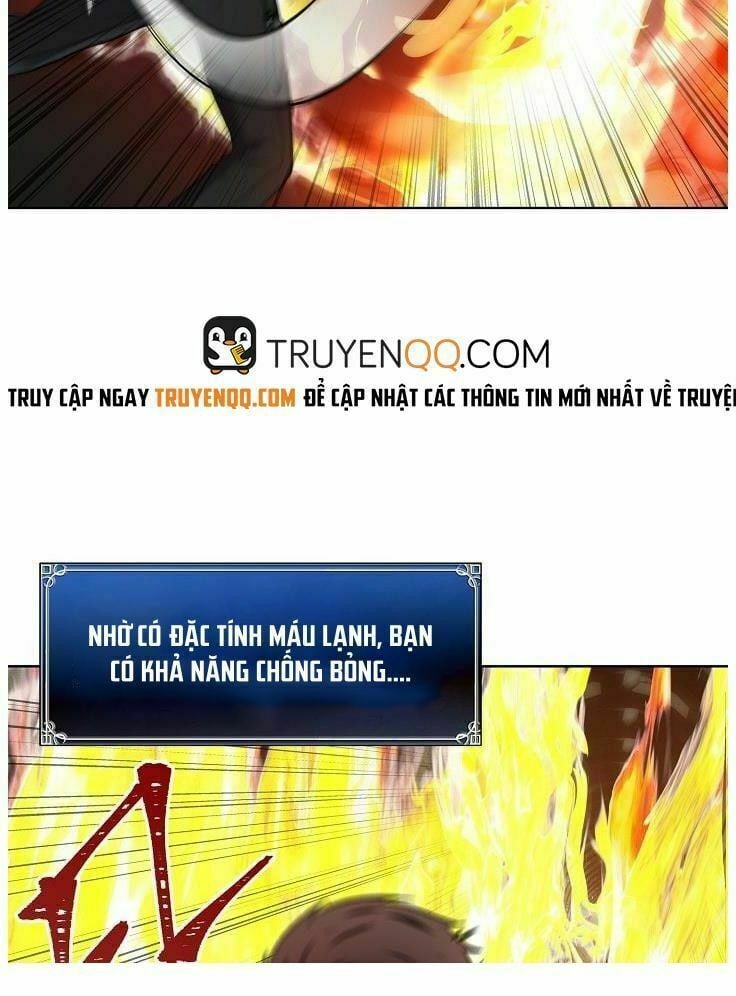 TRUYENQQ.COM
TRUY CẬP NGAY TRUYENQQ.COM ĐỂ CẬP NHẬT CÁC THÔNG TIN MỚI NHẤT VỀ TRUYỆ
NHỜ CÓ ĐẶC TÍNH MÁU LẠNH, BẠN
CÓ KHẢ NĂNG CHỐNG BỎNG....